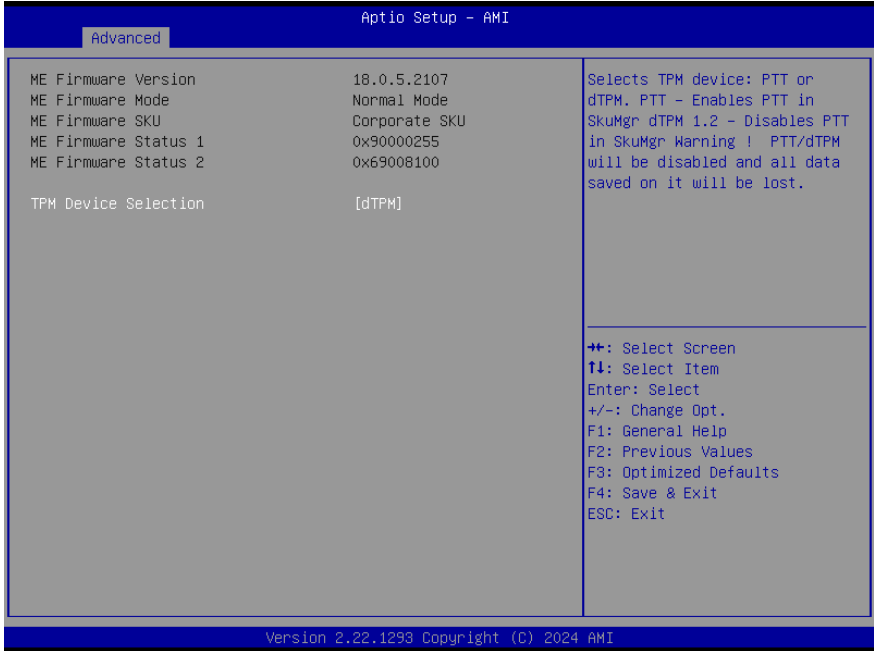 Aptio Setup – AMI
Advanced
ME Firmware Version 18.0.5.2107
ME Firmware Mode Normal Mode
ME Firmware SKU Corporate SKU
ME Firmware Status 1 0x90000255
ME Firmware Status 2 0x69008100
TPM Device Selection [dTPM]
Selects TPM device: PTT or
dTPM. PTT – Enables PTT in
SkuMgr dTPM 1.2 – Disables PTT
in SkuMgr Warning ! PTT/dTPM
will be disabled and all data
saved on it will be lost.
→←: Select Screen
↑↓: Select Item
Enter: Select
+/-: Change Opt.
F1: General Help
F2: Previous Values
F3: Optimized Defaults
F4: Save & Exit
ESC: Exit
Version 2.22.1293 Copyright (C) 2024 AMI